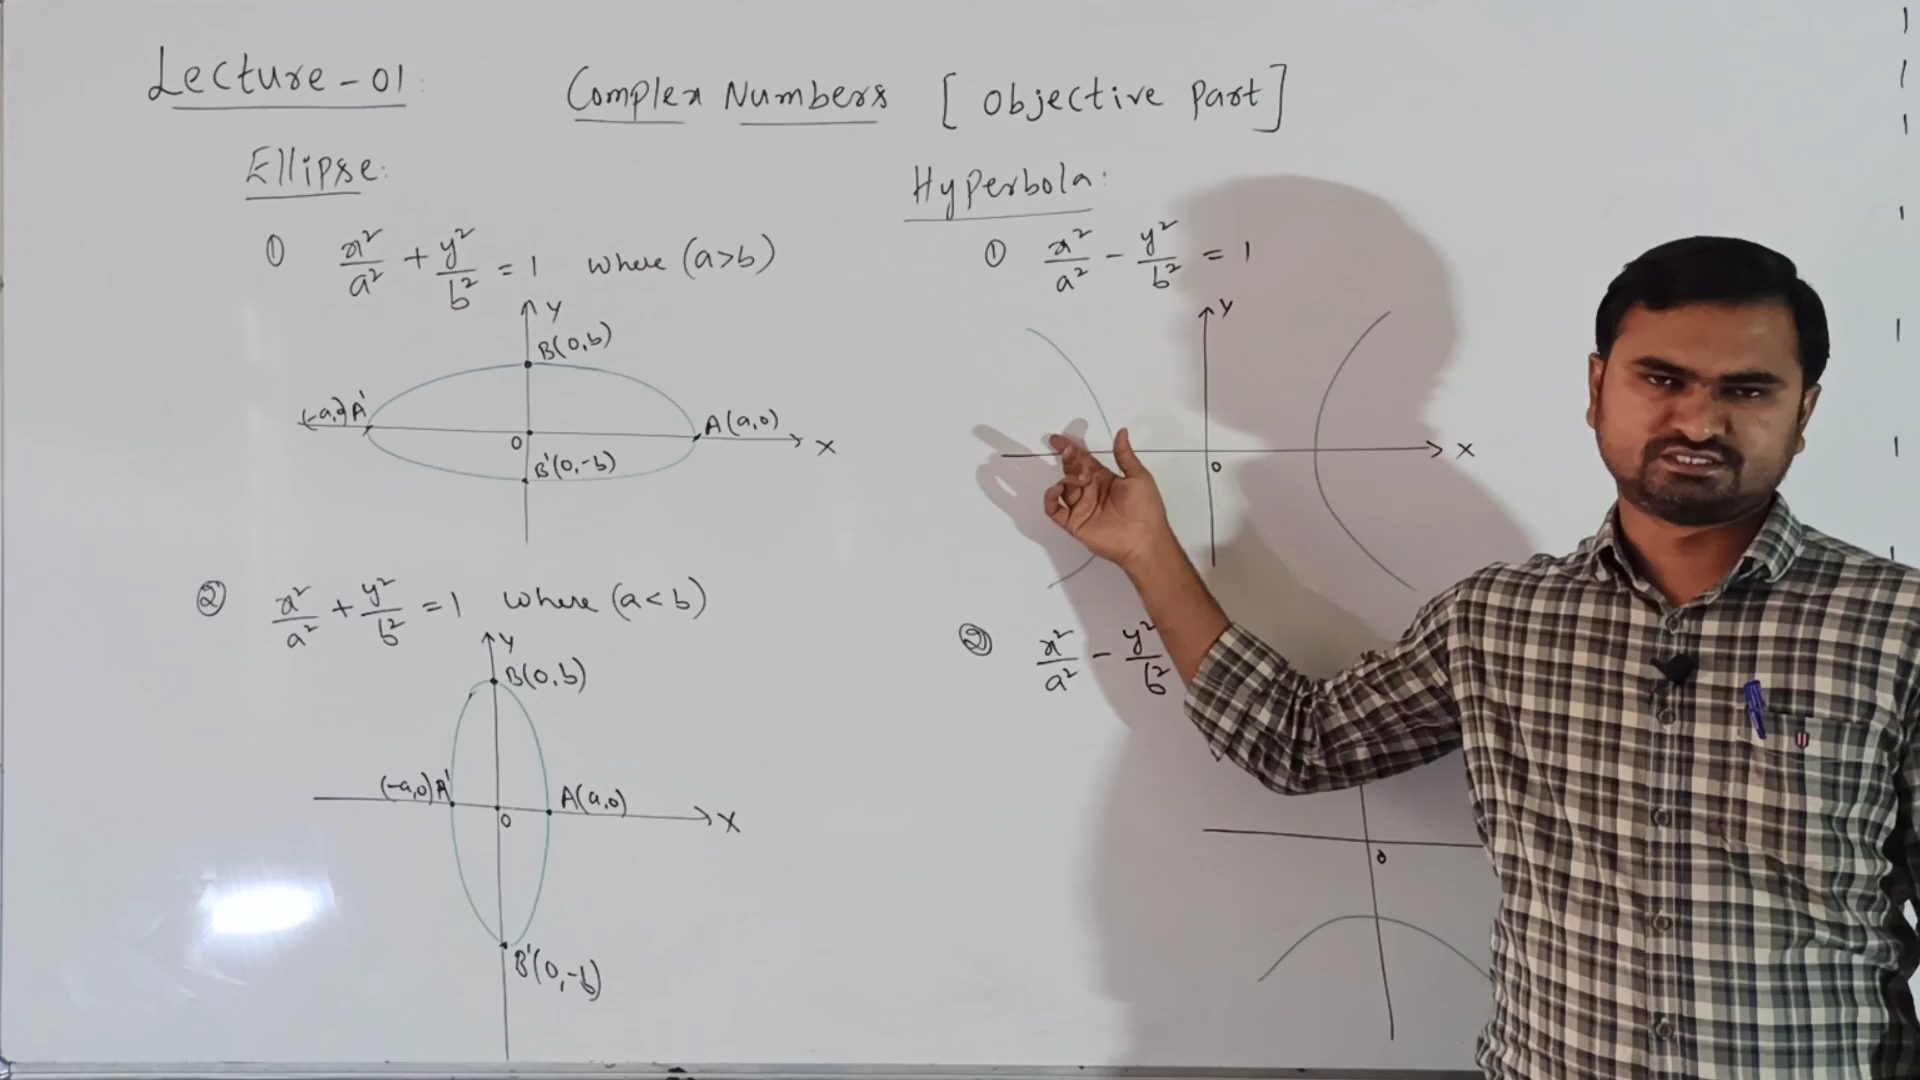 Lecture-01:
Complex Numbers [Objective Part]
Ellipse:
① x²/a² + y²/b² = 1 where (a>b)
Y
B(0,b)
(-a,0)A'
A(a,0)
O
X
B'(0,-b)
② x²/a² + y²/b² = 1 where (a<b)
Y
B(0,b)
(-a,0)A'
A(a,0)
O
X
B'(0,-b)
Hyperbola:
① x²/a² - y²/b² = 1
Y
X
O
② x²/a² - y²/b²
O